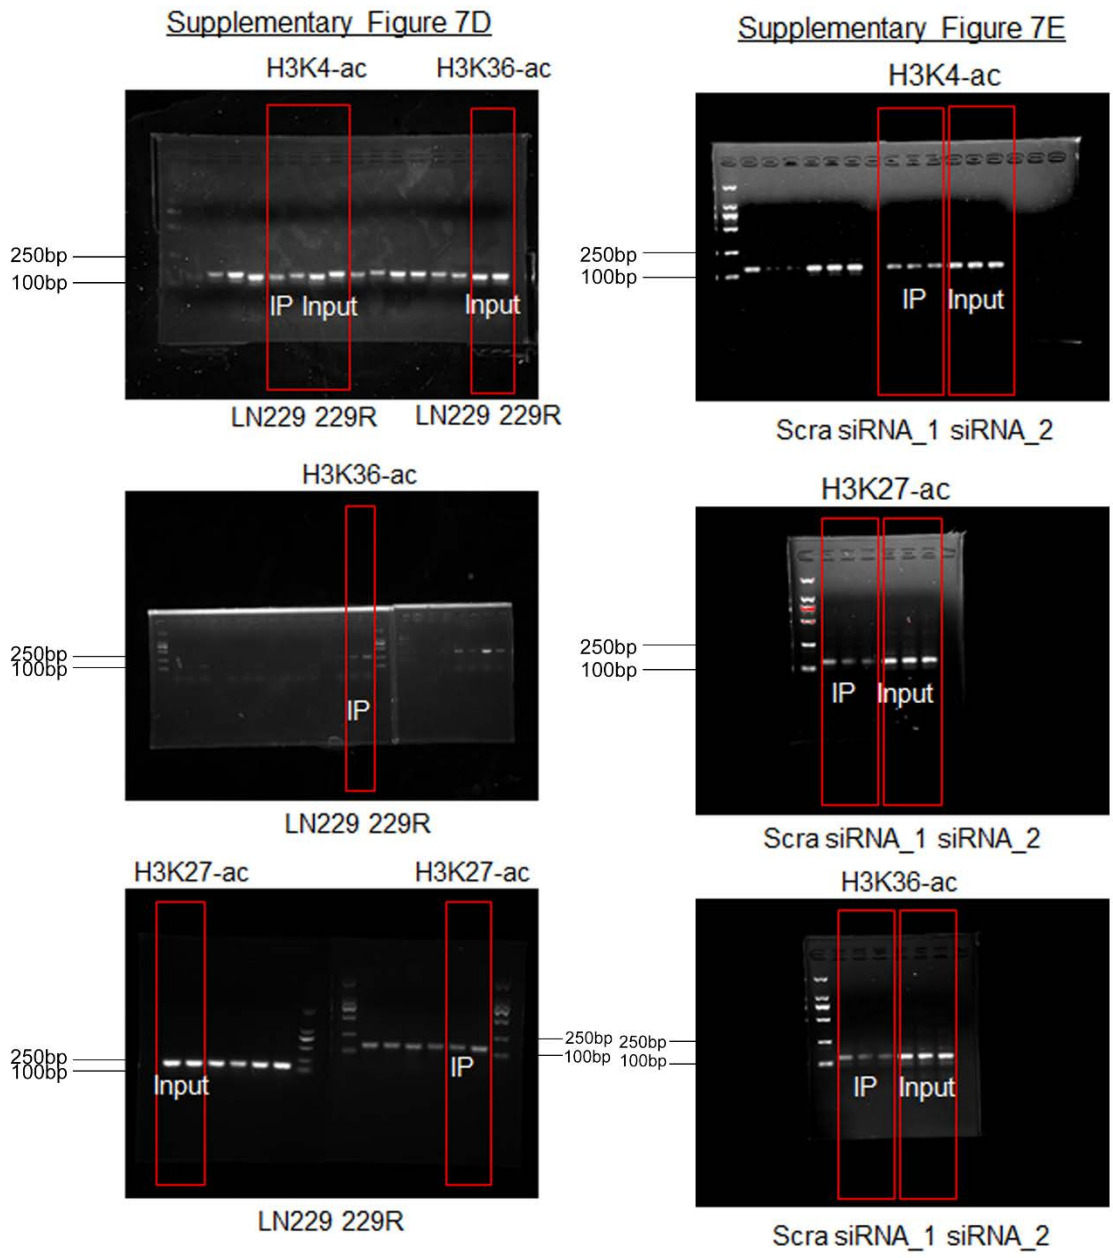 Supplementary Figure 7D
H3K4-ac H3K36-ac
250bp
100bp
IP Input Input
LN229 229R LN229 229R
H3K36-ac
250bp
100bp
IP
LN229 229R
H3K27-ac H3K27-ac
250bp
100bp
Input
IP
250bp
100bp
LN229 229R
Supplementary Figure 7E
H3K4-ac
250bp
100bp
IP Input
Scra siRNA_1 siRNA_2
H3K27-ac
250bp
100bp
IP Input
Scra siRNA_1 siRNA_2
H3K36-ac
250bp
100bp
IP Input
Scra siRNA_1 siRNA_2